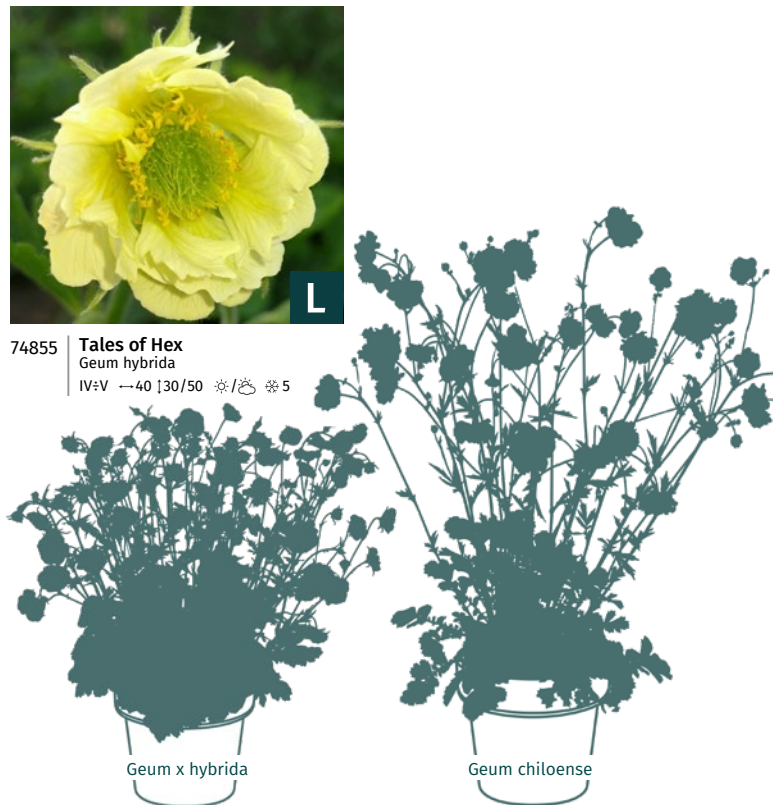 L
74855
Tales of Hex
Geum hybrida
IV÷V ↔40 ↕30/50 ☼/⛅ ❄ 5
Geum x hybrida
Geum chiloense